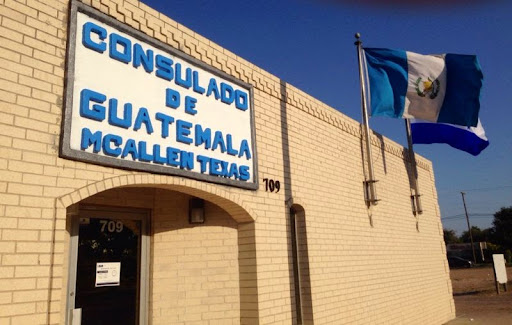 CONSULADO
DE
GUATEMALA
MCALLEN TEXAS
709
709